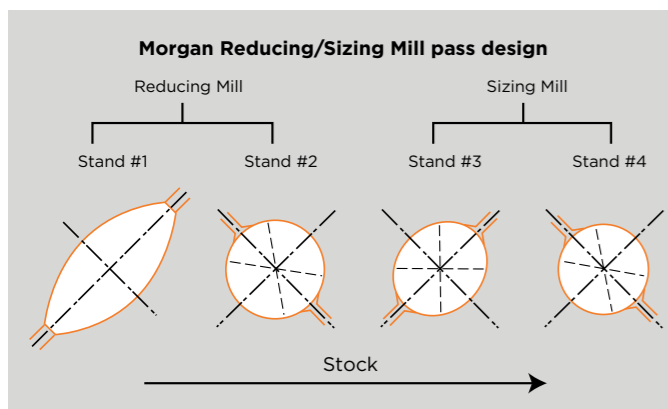 Morgan Reducing/Sizing Mill pass design
Reducing Mill
Sizing Mill
Stand #1
Stand #2
Stand #3
Stand #4
Stock